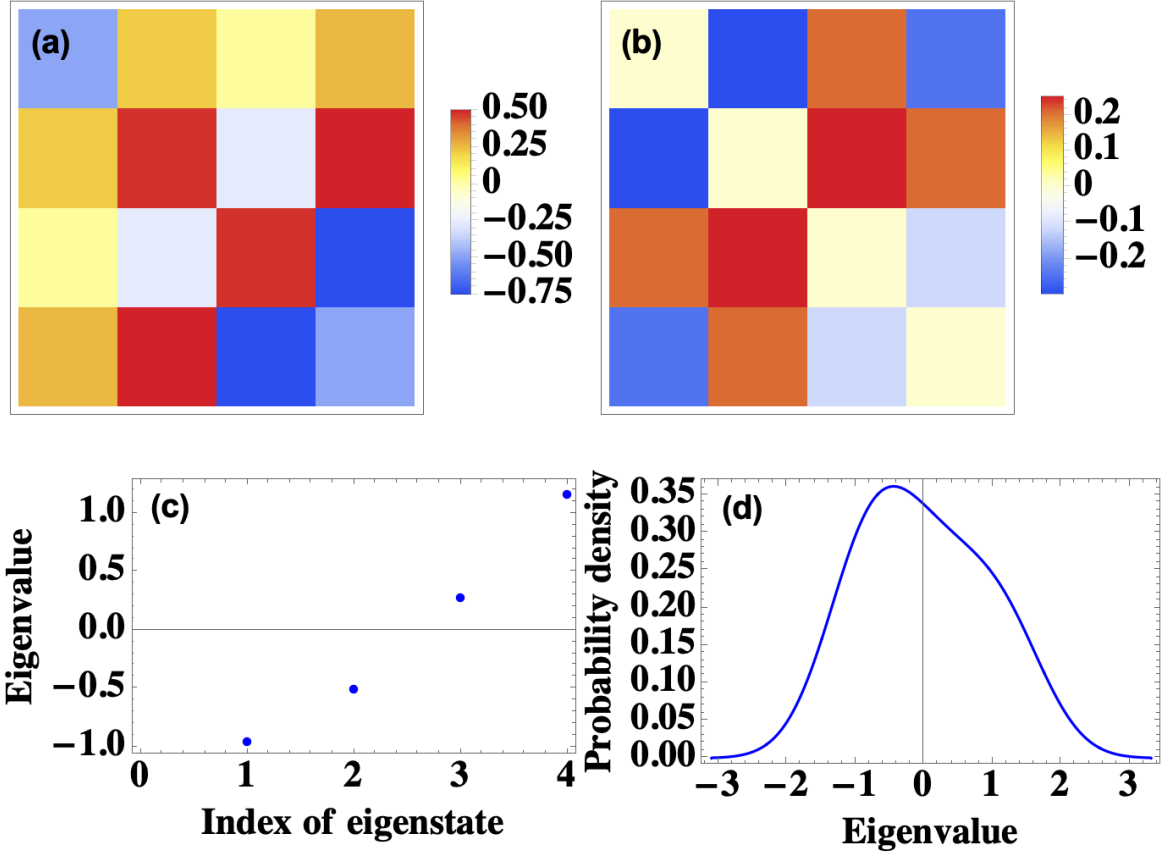 (a)
0.50
0.25
0
−0.25
−0.50
−0.75
(b)
0.2
0.1
0
−0.1
−0.2
(c)
Eigenvalue
1.0
0.5
0.0
−0.5
−1.0
0 1 2 3 4
Index of eigenstate
(d)
Probability density
0.35
0.30
0.25
0.20
0.15
0.10
0.05
0.00
−3 −2 −1 0 1 2 3
Eigenvalue